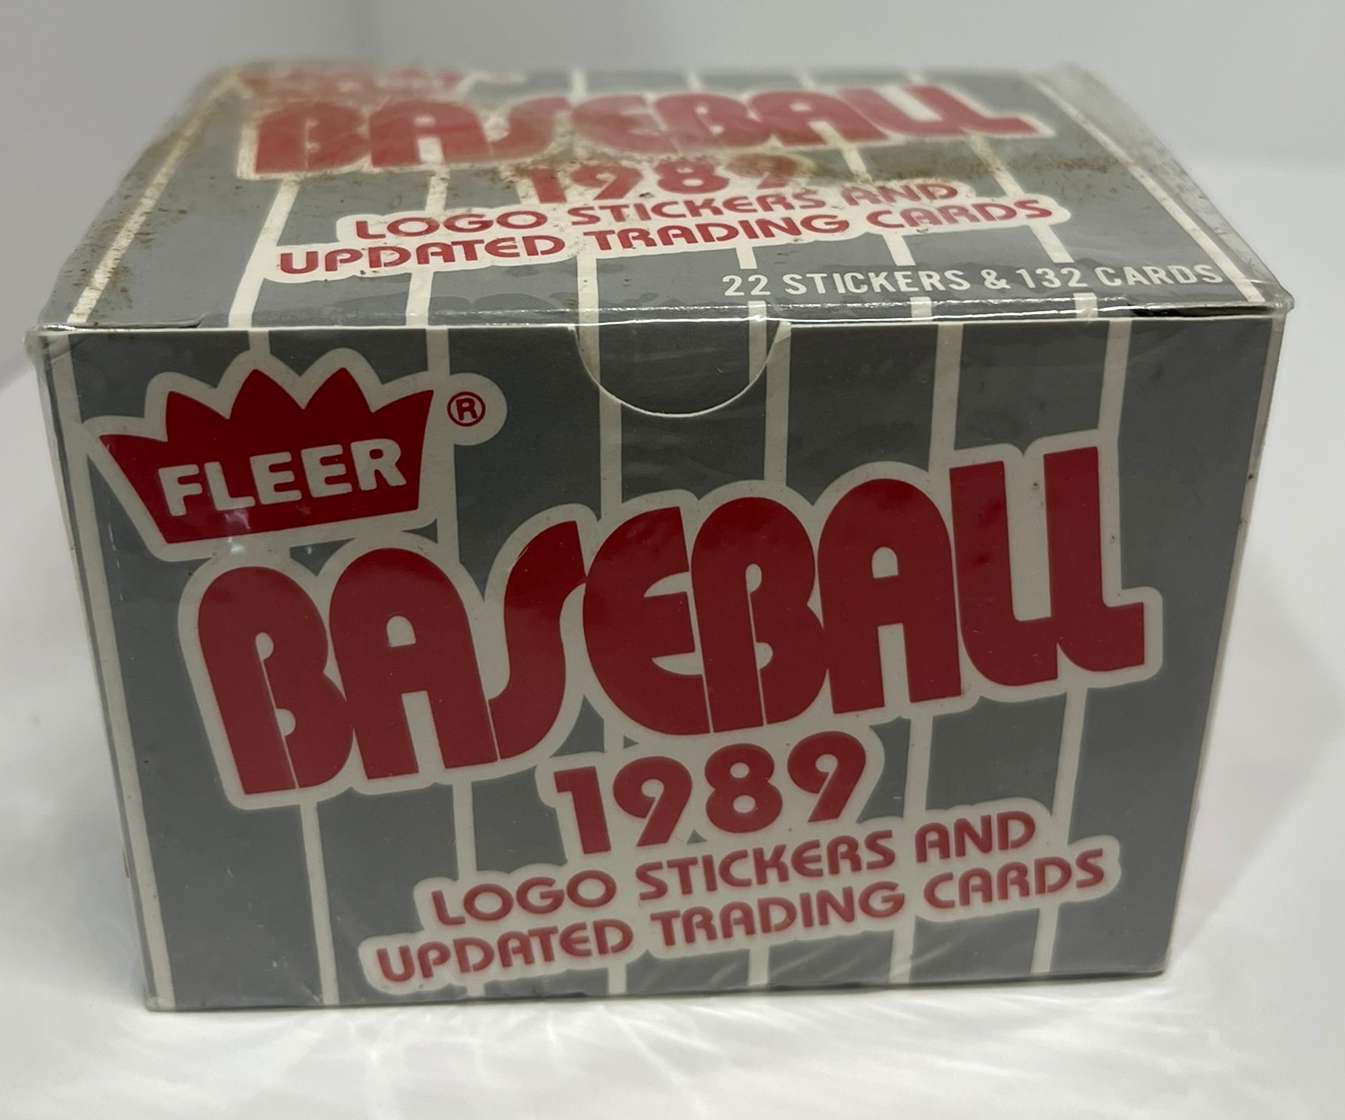 BASEBALL
1989
LOGO STICKERS AND
UPDATED TRADING CARDS
22 STICKERS & 132 CARDS
FLEER ®
BASEBALL
1989
LOGO STICKERS AND
UPDATED TRADING CARDS